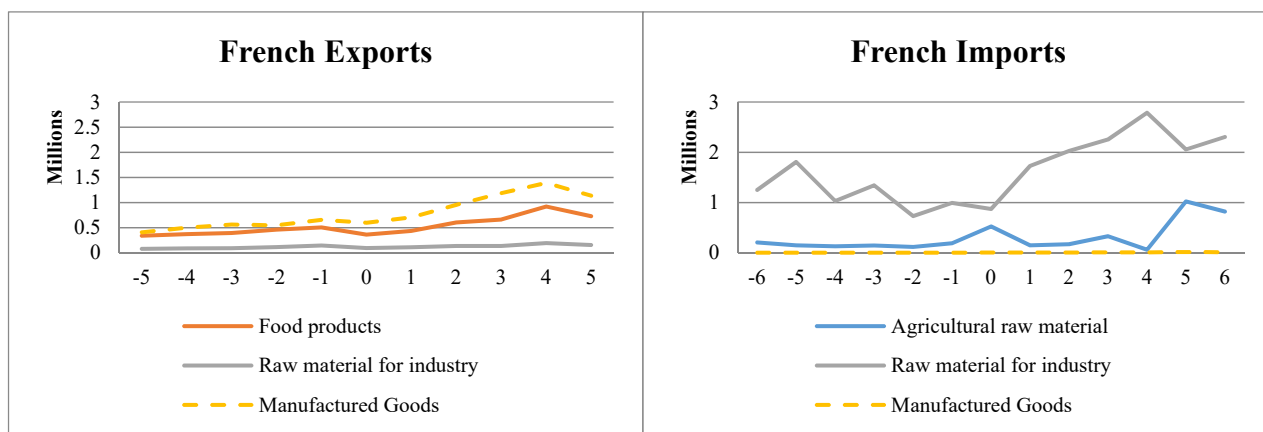 French Exports
Millions
3
2.5
2
1.5
1
0.5
0
-5 -4 -3 -2 -1 0 1 2 3 4 5
Food products
Raw material for industry
Manufactured Goods
French Imports
Millions
3
2
1
0
-6 -5 -4 -3 -2 -1 0 1 2 3 4 5 6
Agricultural raw material
Raw material for industry
Manufactured Goods